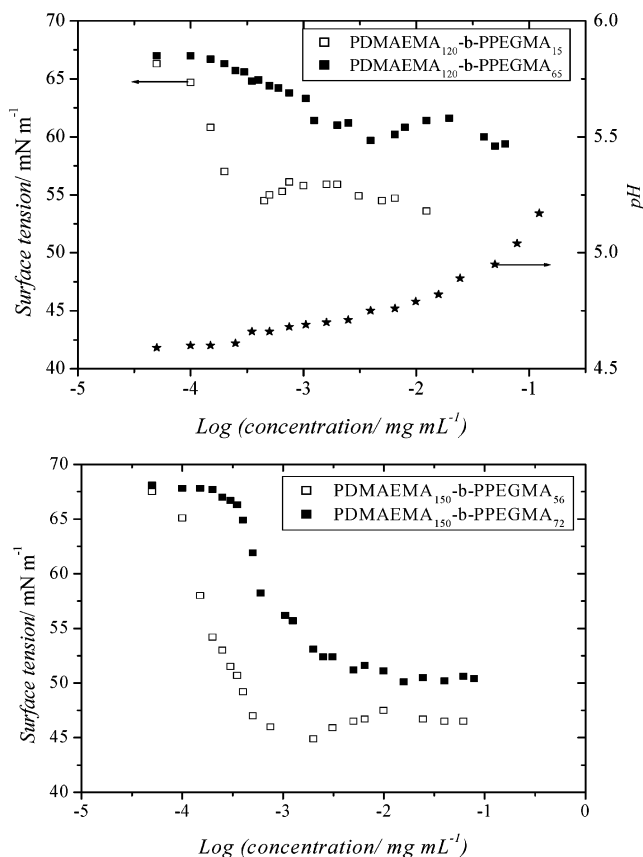 70
65
60
55
50
45
40
Surface tension/ mN m⁻¹
6.0
5.5
5.0
4.5
pH
PDMAEMA₁₂₀-b-PPEGMA₁₅
PDMAEMA₁₂₀-b-PPEGMA₆₅
-5 -4 -3 -2 -1
Log (concentration/ mg mL⁻¹)
70
65
60
55
50
45
40
Surface tension/ mN m⁻¹
PDMAEMA₁₅₀-b-PPEGMA₅₆
PDMAEMA₁₅₀-b-PPEGMA₇₂
-5 -4 -3 -2 -1 0
Log (concentration/ mg mL⁻¹)